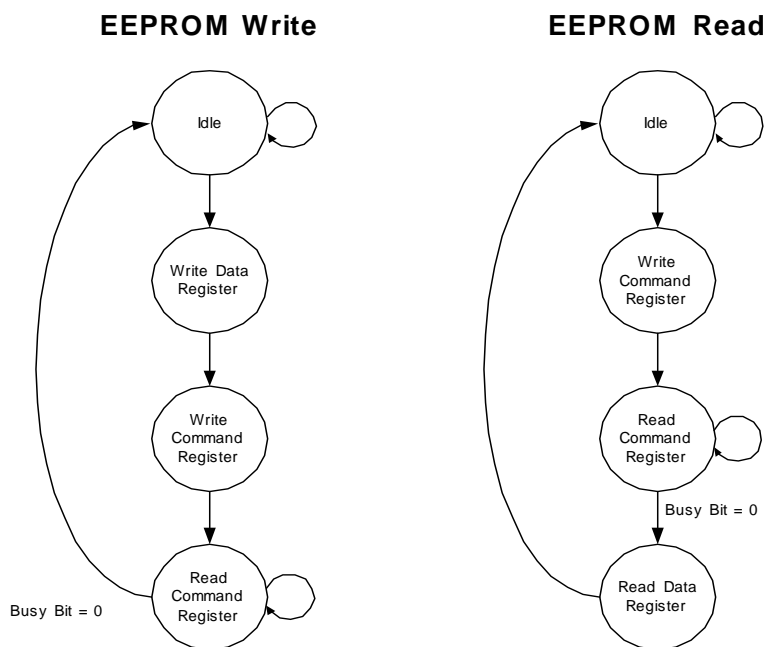 EEPROM Write
Idle
Write Data
Register
Write
Command
Register
Read
Command
Register
Busy Bit = 0
EEPROM Read
Idle
Write
Command
Register
Read
Command
Register
Busy Bit = 0
Read Data
Register